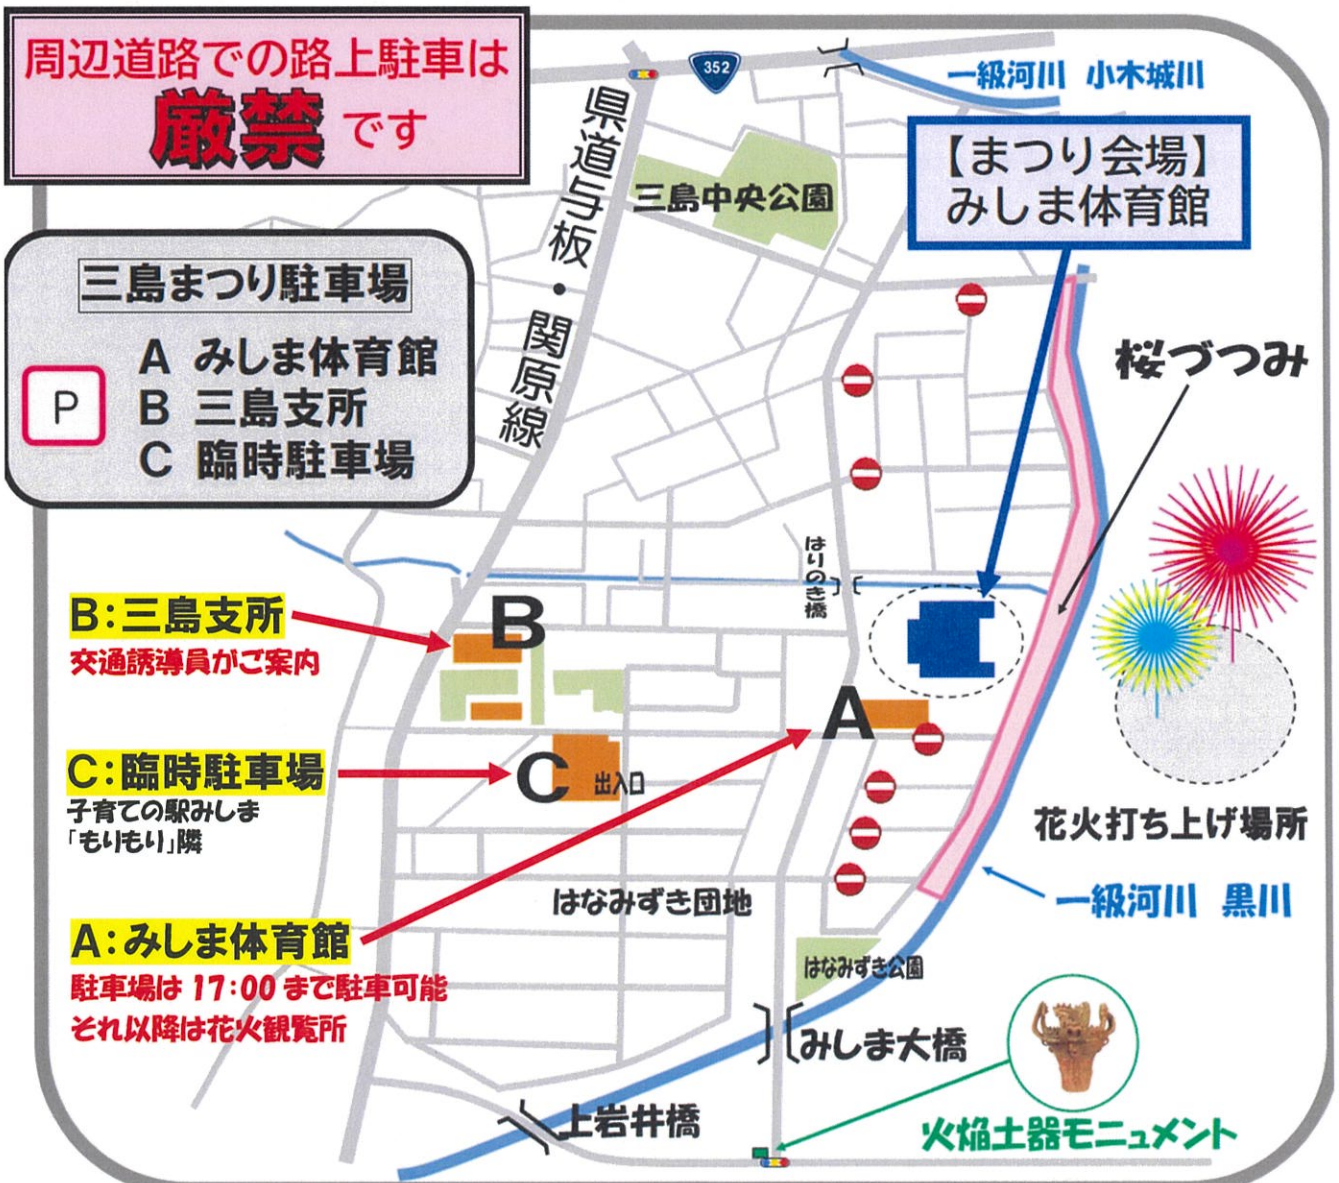 周辺道路での路上駐車は
厳禁です
352
一級河川 小木城川
県道与板・関原線
三島中央公園
【まつり会場】
みしま体育館
三島まつり駐車場
P
A みしま体育館
B 三島支所
C 臨時駐車場
桜づつみ
はりのき橋
B:三島支所
交通誘導員がご案内
B
A
C:臨時駐車場
子育ての駅みしま
「もりもり」隣
C
出入口
花火打ち上げ場所
はなみずき団地
一級河川 黒川
A:みしま体育館
駐車場は 17:00 まで駐車可能
それ以降は花火観覧所
はなみずき公園
みしま大橋
上岩井橋
火焔土器モニュメント